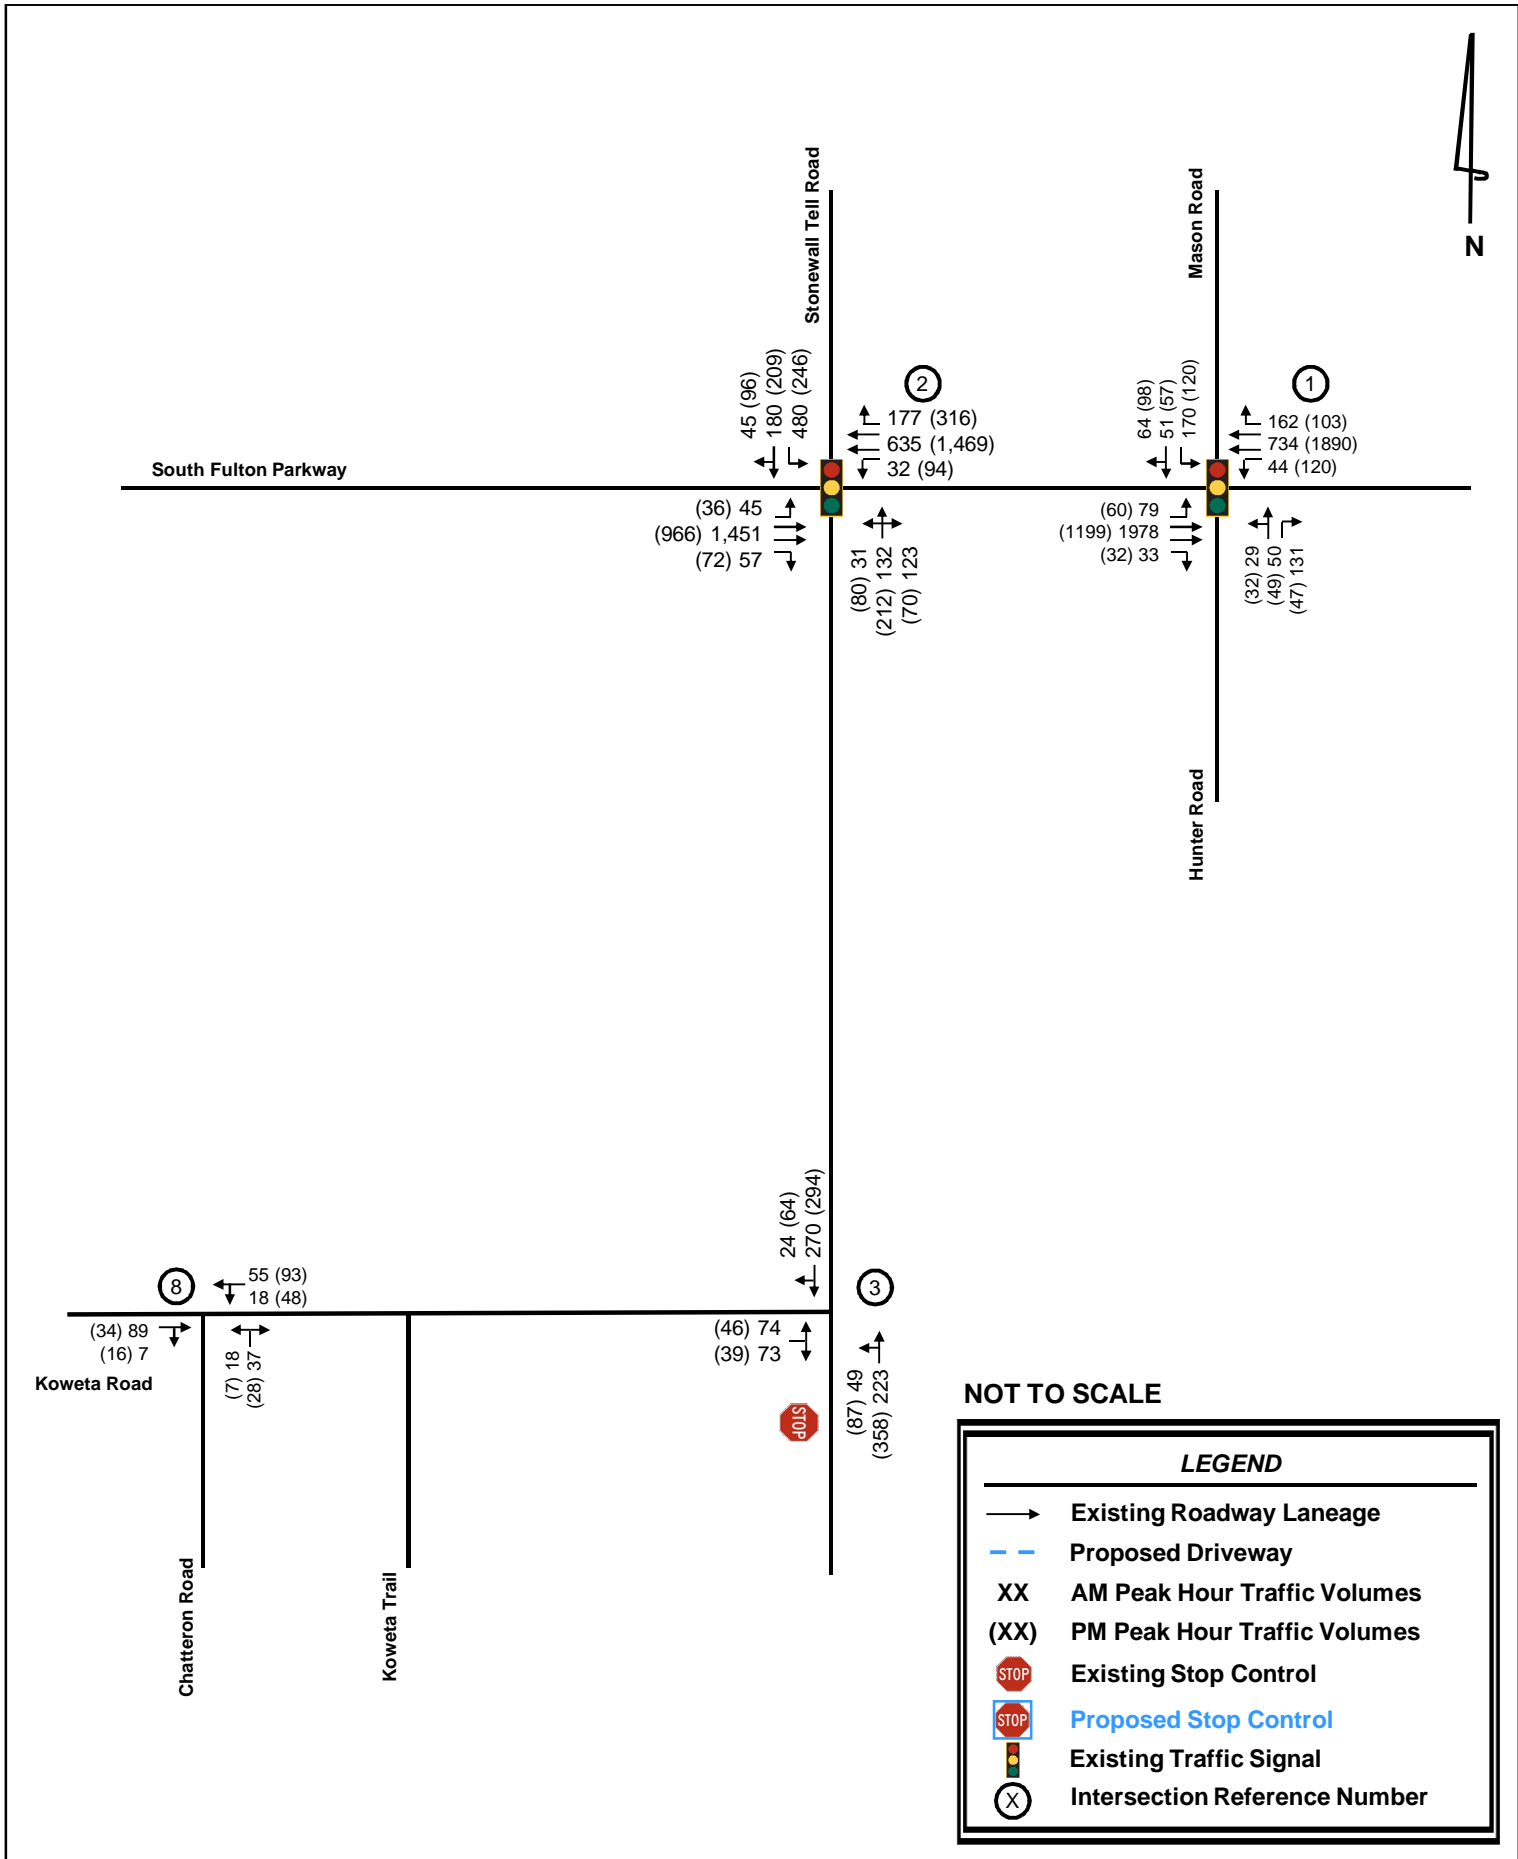 N
Stonewall Tell Road
Mason Road
2
1
45 (96)
180 (209)
480 (246)
177 (316)
635 (1,469)
32 (94)
64 (98)
51 (57)
170 (120)
162 (103)
734 (1890)
44 (120)
South Fulton Parkway
(36) 45
(966) 1,451
(72) 57
(80) 31
(212) 132
(70) 123
(60) 79
(1199) 1978
(32) 33
(32) 29
(49) 50
(47) 131
Hunter Road
24 (64)
270 (294)
8
55 (93)
18 (48)
3
(34) 89
(16) 7
(7) 18
(28) 37
(46) 74
(39) 73
(87) 49
(358) 223
Koweta Road
STOP
Chatteron Road
Koweta Trail
NOT TO SCALE
LEGEND
Existing Roadway Laneage
Proposed Driveway
XX AM Peak Hour Traffic Volumes
(XX) PM Peak Hour Traffic Volumes
STOP Existing Stop Control
STOP Proposed Stop Control
Existing Traffic Signal
X Intersection Reference Number